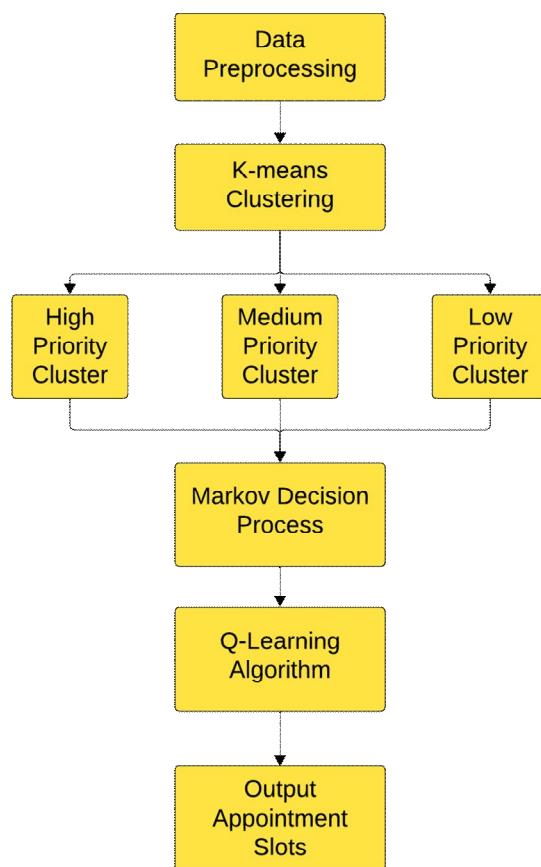 Data
Preprocessing
K-means
Clustering
High
Priority
Cluster
Medium
Priority
Cluster
Low
Priority
Cluster
Markov Decision
Process
Q-Learning
Algorithm
Output
Appointment
Slots